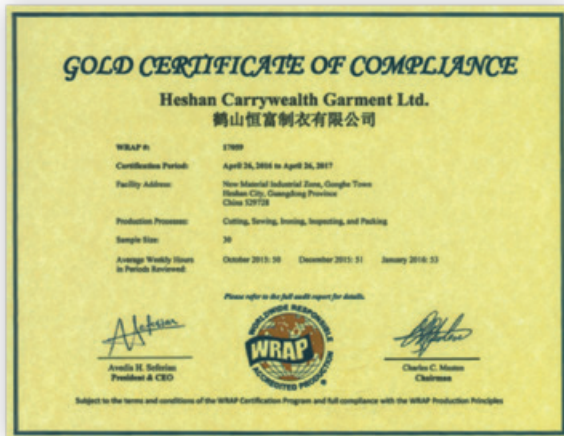 GOLD CERTIFICATE OF COMPLIANCE
Heshan Carrywealth Garment Ltd.
鹤山恒富制衣有限公司
WRAP #: 17059
Certification Period: April 26, 2016 to April 26, 2017
Facility Address: New Material Industrial Zone, Gonghe Town
Heshan City, Guangdong Province
China 529728
Production Processes: Cutting, Sewing, Ironing, Inspecting, and Packing
Sample Size: 30
Average Weekly Hours October 2015: 50 December 2015: 51 January 2016: 53
in Periods Reviewed:
Please refer to the full audit report for details.
WORLDWIDE RESPONSIBLE
WRAP
ACCREDITED PRODUCTION
®
Avedis H. Seferian
President & CEO
Charles C. Masten
Chairman
Subject to the terms and conditions of the WRAP Certification Program and full compliance with the WRAP Production Principles